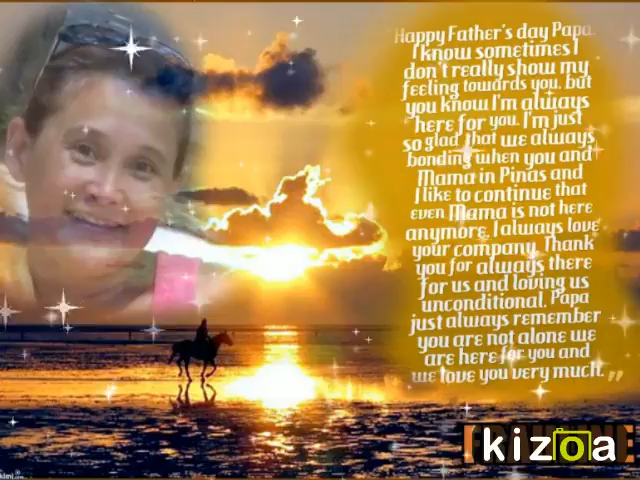 Happy Father's day Papa.
I know sometimes I
don't really show my
feeling towards you, but
you know I'm always
here for you. I'm just
so glad that we always
bonding when you and
Mama in Pinas and
I like to continue that
even Mama is not here
anymore. I always love
your company. Thank
you for always there
for us and loving us
unconditional. Papa
just always remember
you are not alone we
are here for you and
we love you very much. ”
kizoa